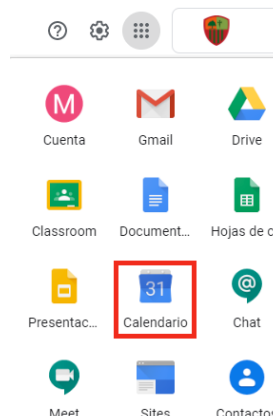 M
Cuenta
Gmail
Drive
Classroom
Document...
Hojas de c
31
Presentac...
Calendario
Chat
Meet
Sites
Contactos